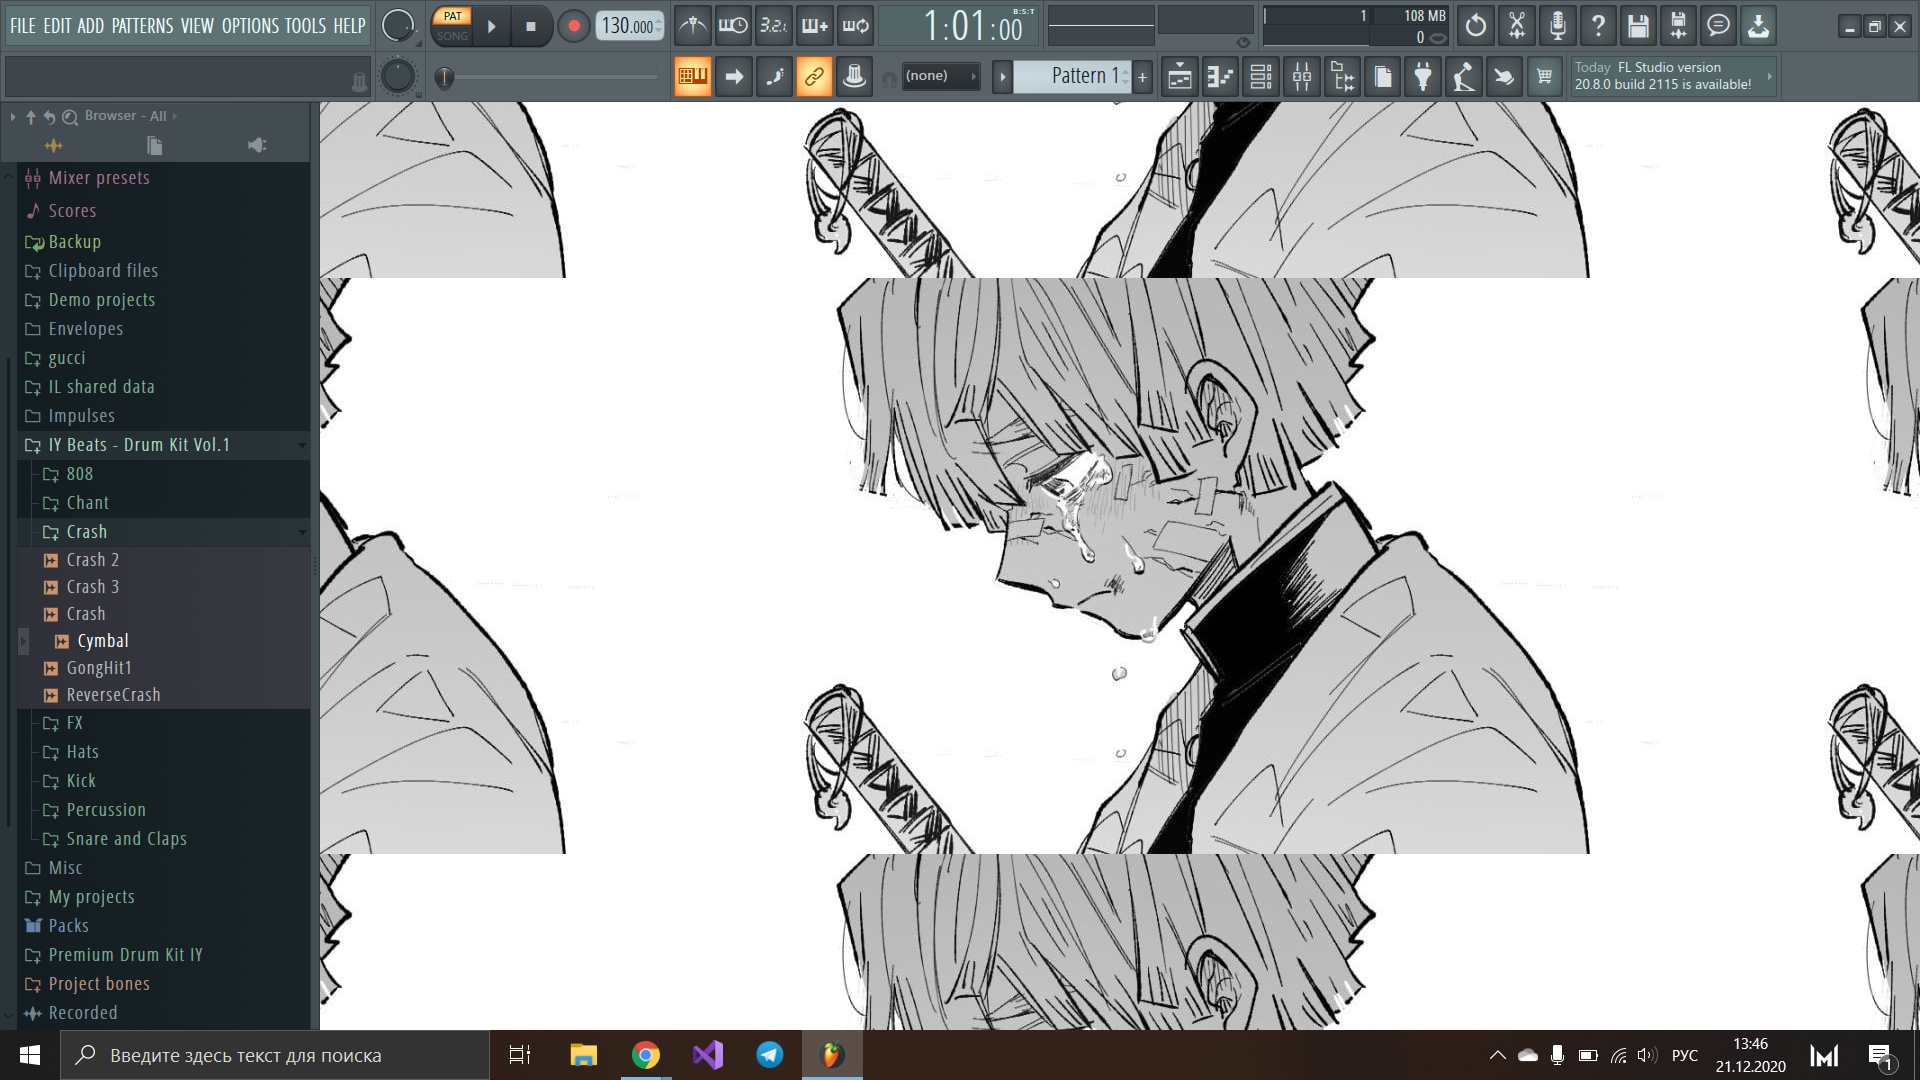 FILE EDIT ADD PATTERNS VIEW OPTIONS TOOLS HELP
PAT
SONG
130.000
3.2.1
1:01:00
B:S:T
1
108 MB
0
(none)
Pattern 1
Today FL Studio version
20.8.0 build 2115 is available!
Browser - All
Mixer presets
Scores
Backup
Clipboard files
Demo projects
Envelopes
gucci
IL shared data
Impulses
IY Beats - Drum Kit Vol.1
808
Chant
Crash
Crash 2
Crash 3
Crash
Cymbal
GongHit1
ReverseCrash
FX
Hats
Kick
Percussion
Snare and Claps
Misc
My projects
Packs
Premium Drum Kit IY
Project bones
Recorded
Введите здесь текст для поиска
РУС
13:46
21.12.2020
1